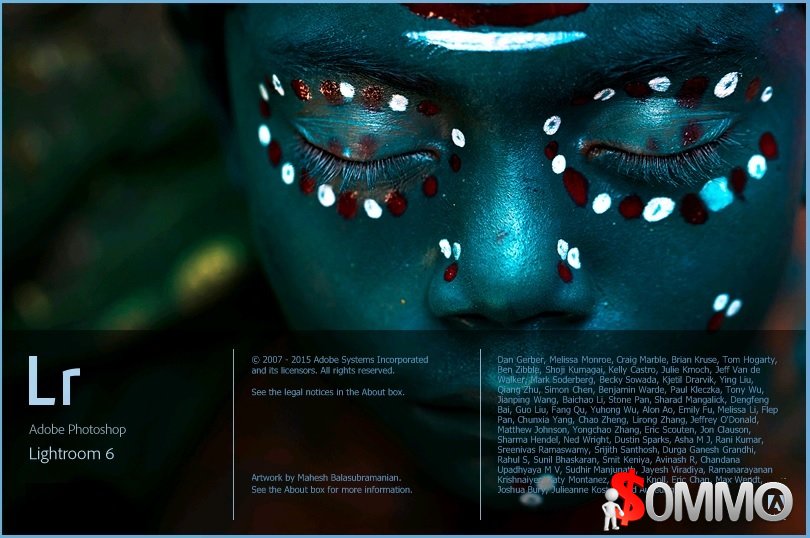 Lr
Adobe Photoshop
Lightroom 6
© 2007 - 2015 Adobe Systems Incorporated
and its licensors. All rights reserved.
See the legal notices in the About box.
Artwork by Mahesh Balasubramanian.
See the About box for more information.
Dan Gerber, Melissa Monroe, Craig Marble, Brian Kruse, Tom Hogarty,
Ben Zibble, Shoji Kumagai, Kelly Castro, Julie Kmoch, Jeff Van de
Walker, Mark Soderberg, Becky Sowada, Kjetil Drarvik, Ying Liu,
Qiang Zhu, Simon Chen, Benjamin Warde, Paul Kleczka, Tony Wu,
Jianping Wang, Baichao Li, Stone Pan, Sharad Mangalick, Dengfeng
Bai, Guo Liu, Fang Qu, Yuhong Wu, Alon Ao, Emily Fu, Melissa Li, Flep
Pan, Chunxia Yang, Chao Zheng, Lirong Zhang, Jeffrey O'Donald,
Matthew Johnson, Yongchao Zhang, Eric Scouten, Jon Clauson,
Sharma Hendel, Ned Wright, Dustin Sparks, Asha M J, Rani Kumar,
Sreenivas Ramaswamy, Srijith Santhosh, Durga Ganesh Grandhi,
Rahul S, Sunil Bhaskaran, Smit Keniya, Avinash R, Chandana
Upadhyaya M V, Sudhir Manjunath, Jayesh Viradiya, Ramanarayanan
Krishnaiyer, Katy Montanez, Knoll, Eric Chan, Max Wendt,
Joshua Bury, Julieanne
$OMMO